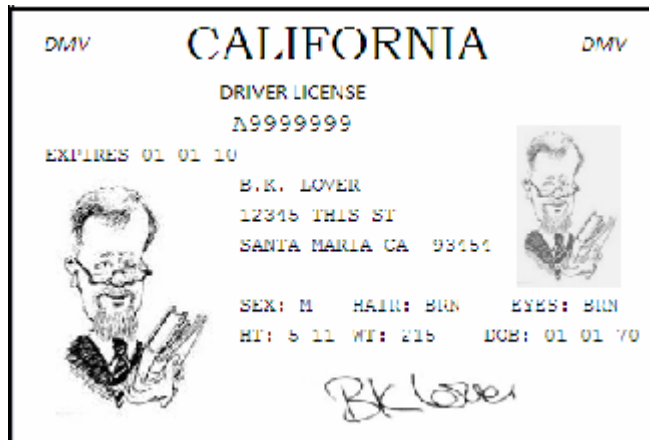 DMV CALIFORNIA DMV
DRIVER LICENSE
A9999999
EXPIRES 01 01 10
B.K. LOVER
12345 THIS ST
SANTA MARIA CA 93454
SEX: M HAIR: BRN EYES: BRN
HT: 5 11 WT: 215 DOB: 01 01 70
BK Lover